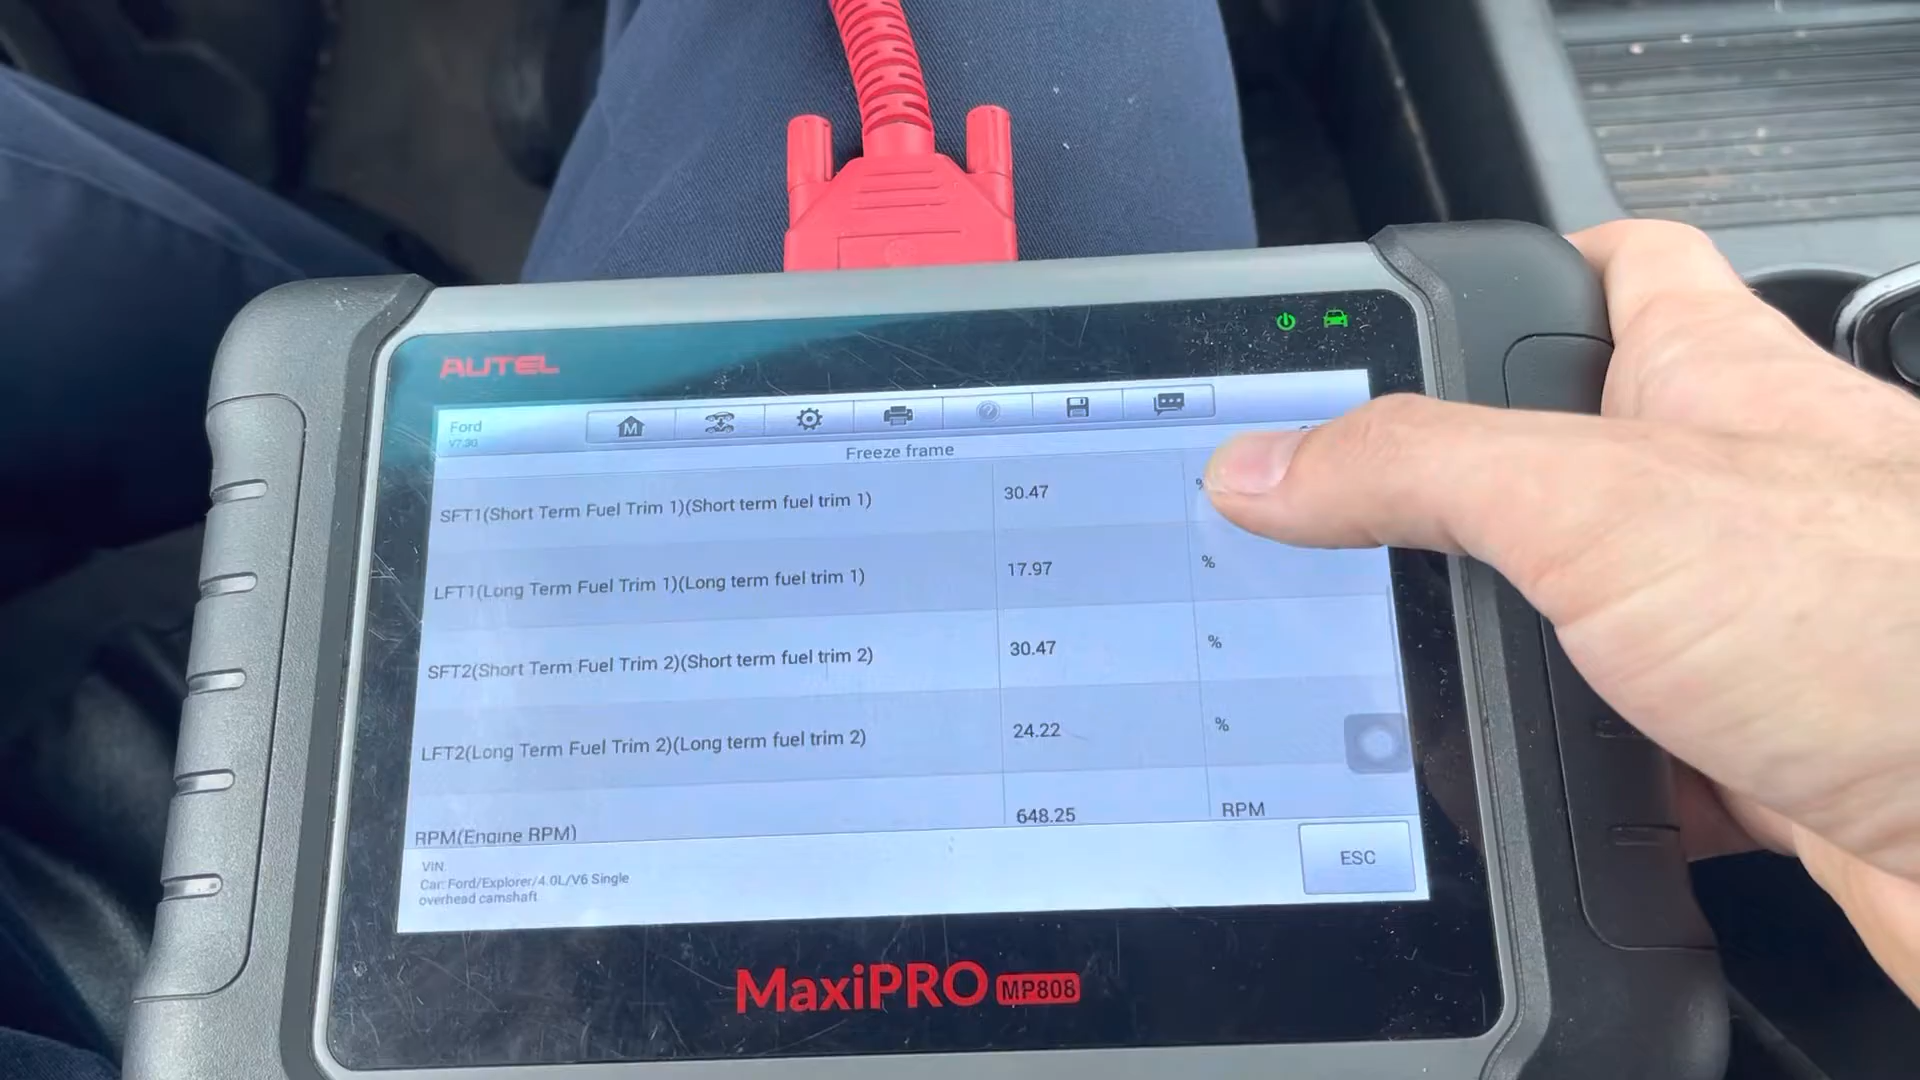 AUTEL
Ford
V7.30
M
?
Freeze frame
SFT1(Short Term Fuel Trim 1)(Short term fuel trim 1) 30.47 %
LFT1(Long Term Fuel Trim 1)(Long term fuel trim 1) 17.97 %
SFT2(Short Term Fuel Trim 2)(Short term fuel trim 2) 30.47 %
LFT2(Long Term Fuel Trim 2)(Long term fuel trim 2) 24.22 %
RPM(Engine RPM) 648.25 RPM
VIN:
Car: Ford/Explorer/4.0L/V6 Single
overhead camshaft
ESC
MaxiPRO MP808